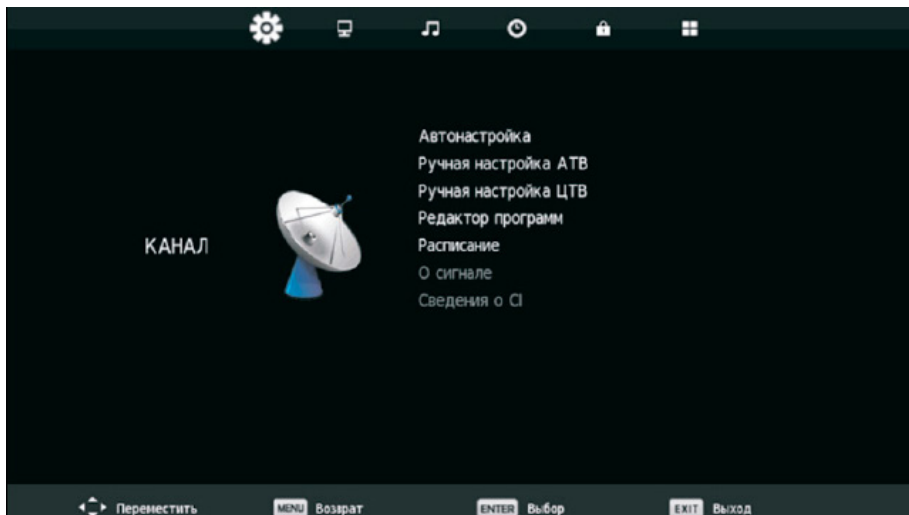 Автонастройка
Ручная настройка АТВ
Ручная настройка ЦТВ
Редактор программ
КАНАЛ
Расписание
О сигнале
Сведения о CI
Переместить MENU Возврат ENTER Выбор EXIT Выход